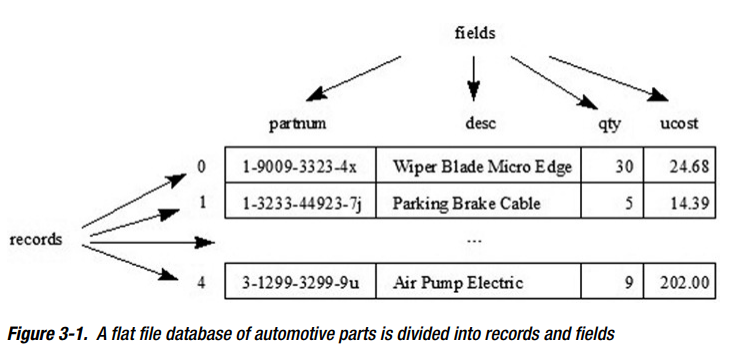 fields
partnum desc qty ucost
0 1-9009-3323-4x Wiper Blade Micro Edge 30 24.68
1 1-3233-44923-7j Parking Brake Cable 5 14.39
records ...
4 3-1299-3299-9u Air Pump Electric 9 202.00
Figure 3-1. A flat file database of automotive parts is divided into records and fields